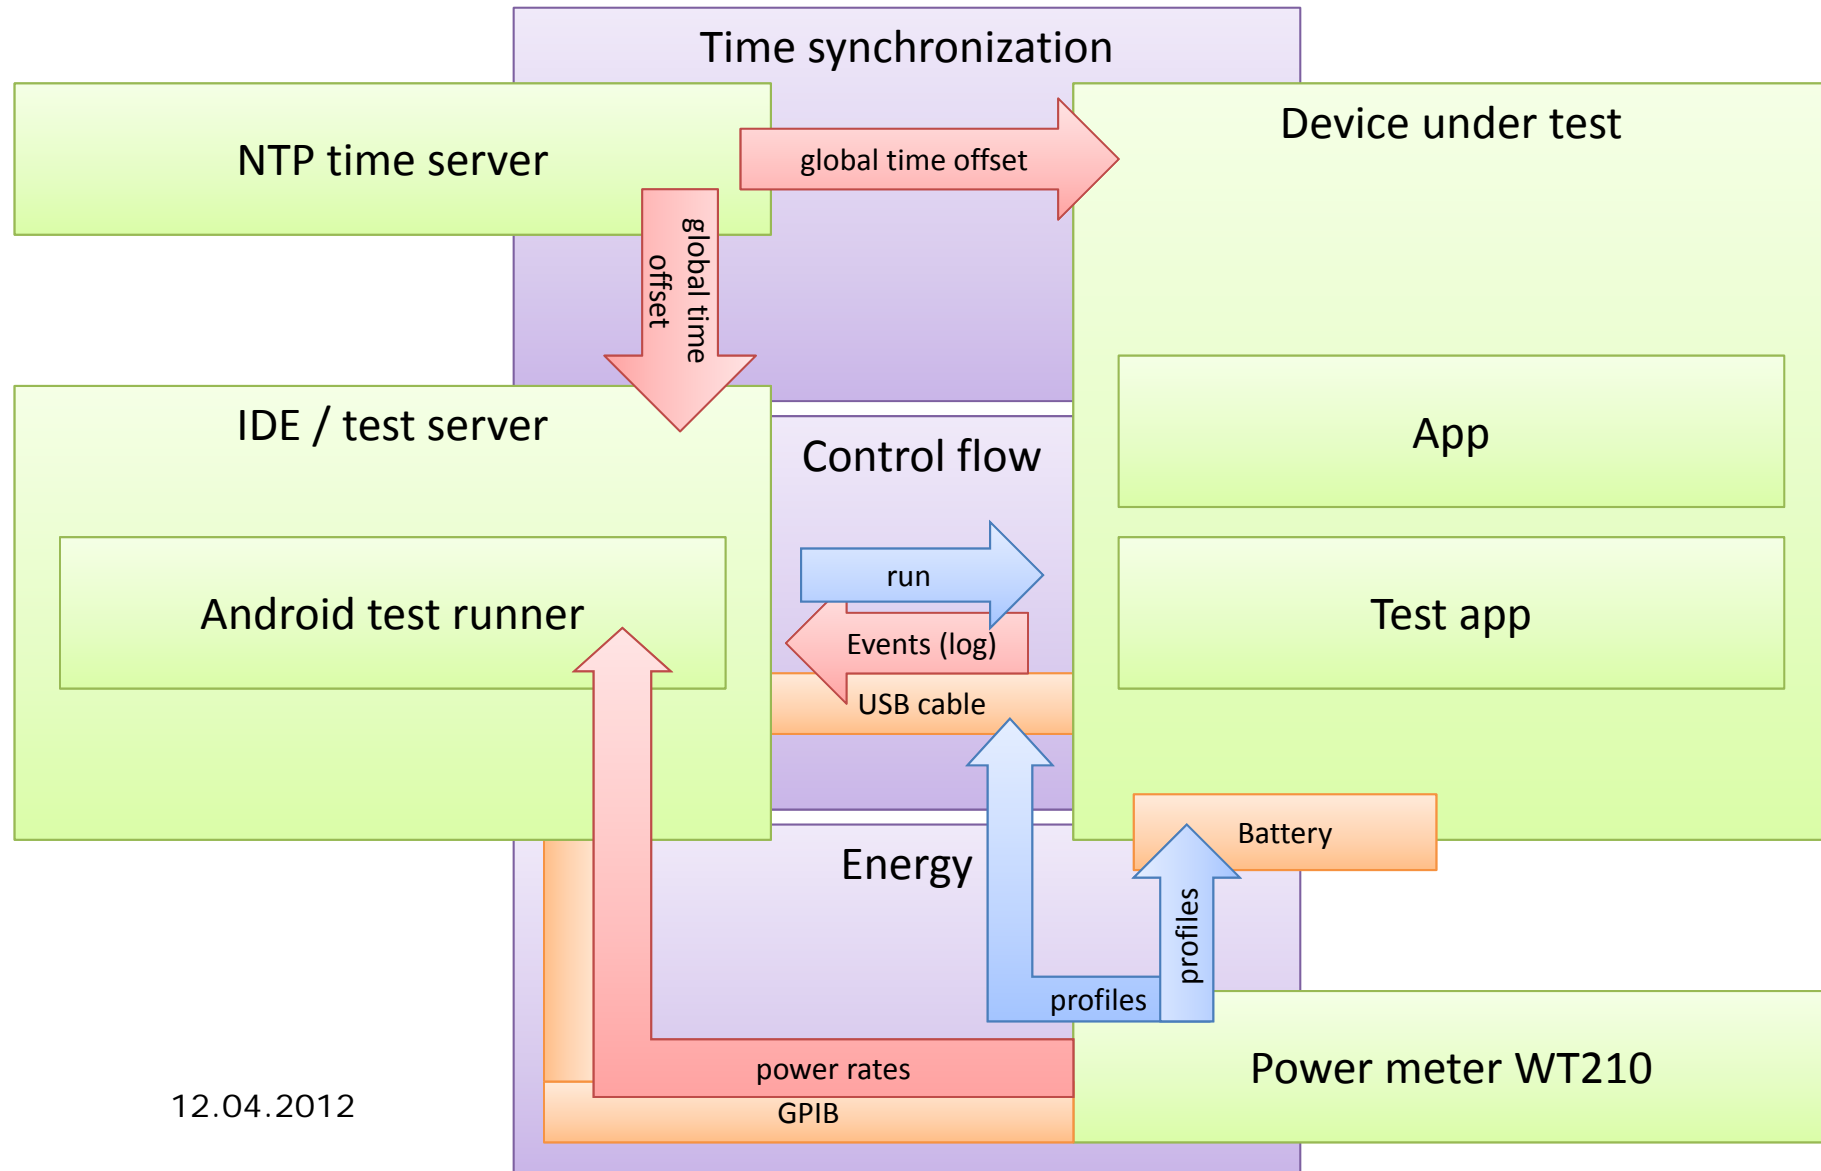 Time synchronization
NTP time server
global time offset
Device under test
global time
offset
IDE / test server
Control flow
App
Android test runner
run
Events (log)
USB cable
Test app
Battery
Energy
profiles
profiles
power rates
GPIB
Power meter WT210
12.04.2012